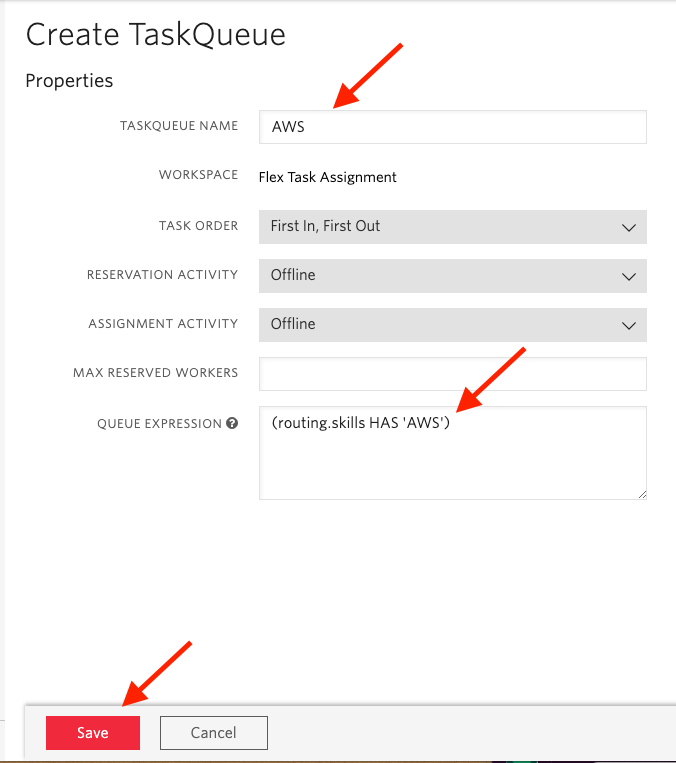 Create TaskQueue
Properties
TASKQUEUE NAME AWS
WORKSPACE Flex Task Assignment
TASK ORDER First In, First Out
RESERVATION ACTIVITY Offline
ASSIGNMENT ACTIVITY Offline
MAX RESERVED WORKERS
QUEUE EXPRESSION ? (routing.skills HAS 'AWS')
Save Cancel